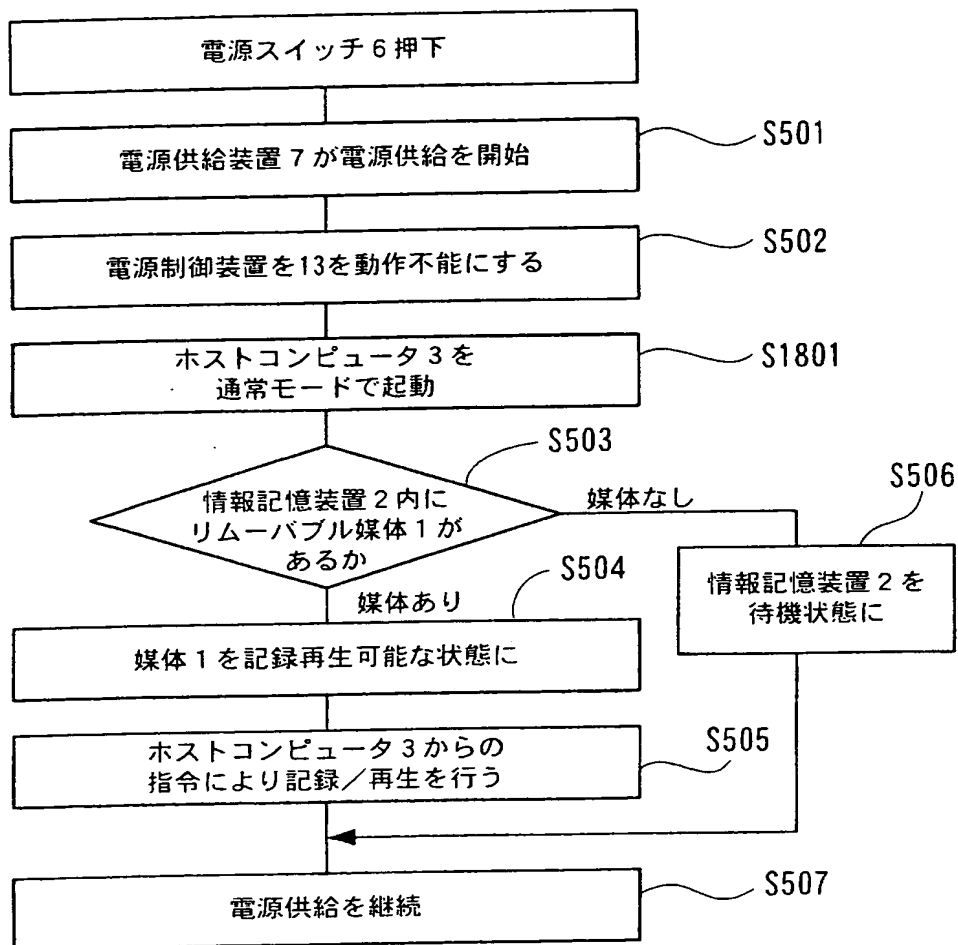 電源スイッチ6押下
電源供給装置7が電源供給を開始
S501
電源制御装置を13を動作不能にする
S502
ホストコンピュータ3を
通常モードで起動
S1801
S503
情報記憶装置2内に
リムーバブル媒体1が
あるか
媒体なし
S506
情報記憶装置2を
待機状態に
媒体あり
S504
媒体1を記録再生可能な状態に
ホストコンピュータ3からの
指令により記録/再生を行う
S505
電源供給を継続
S507